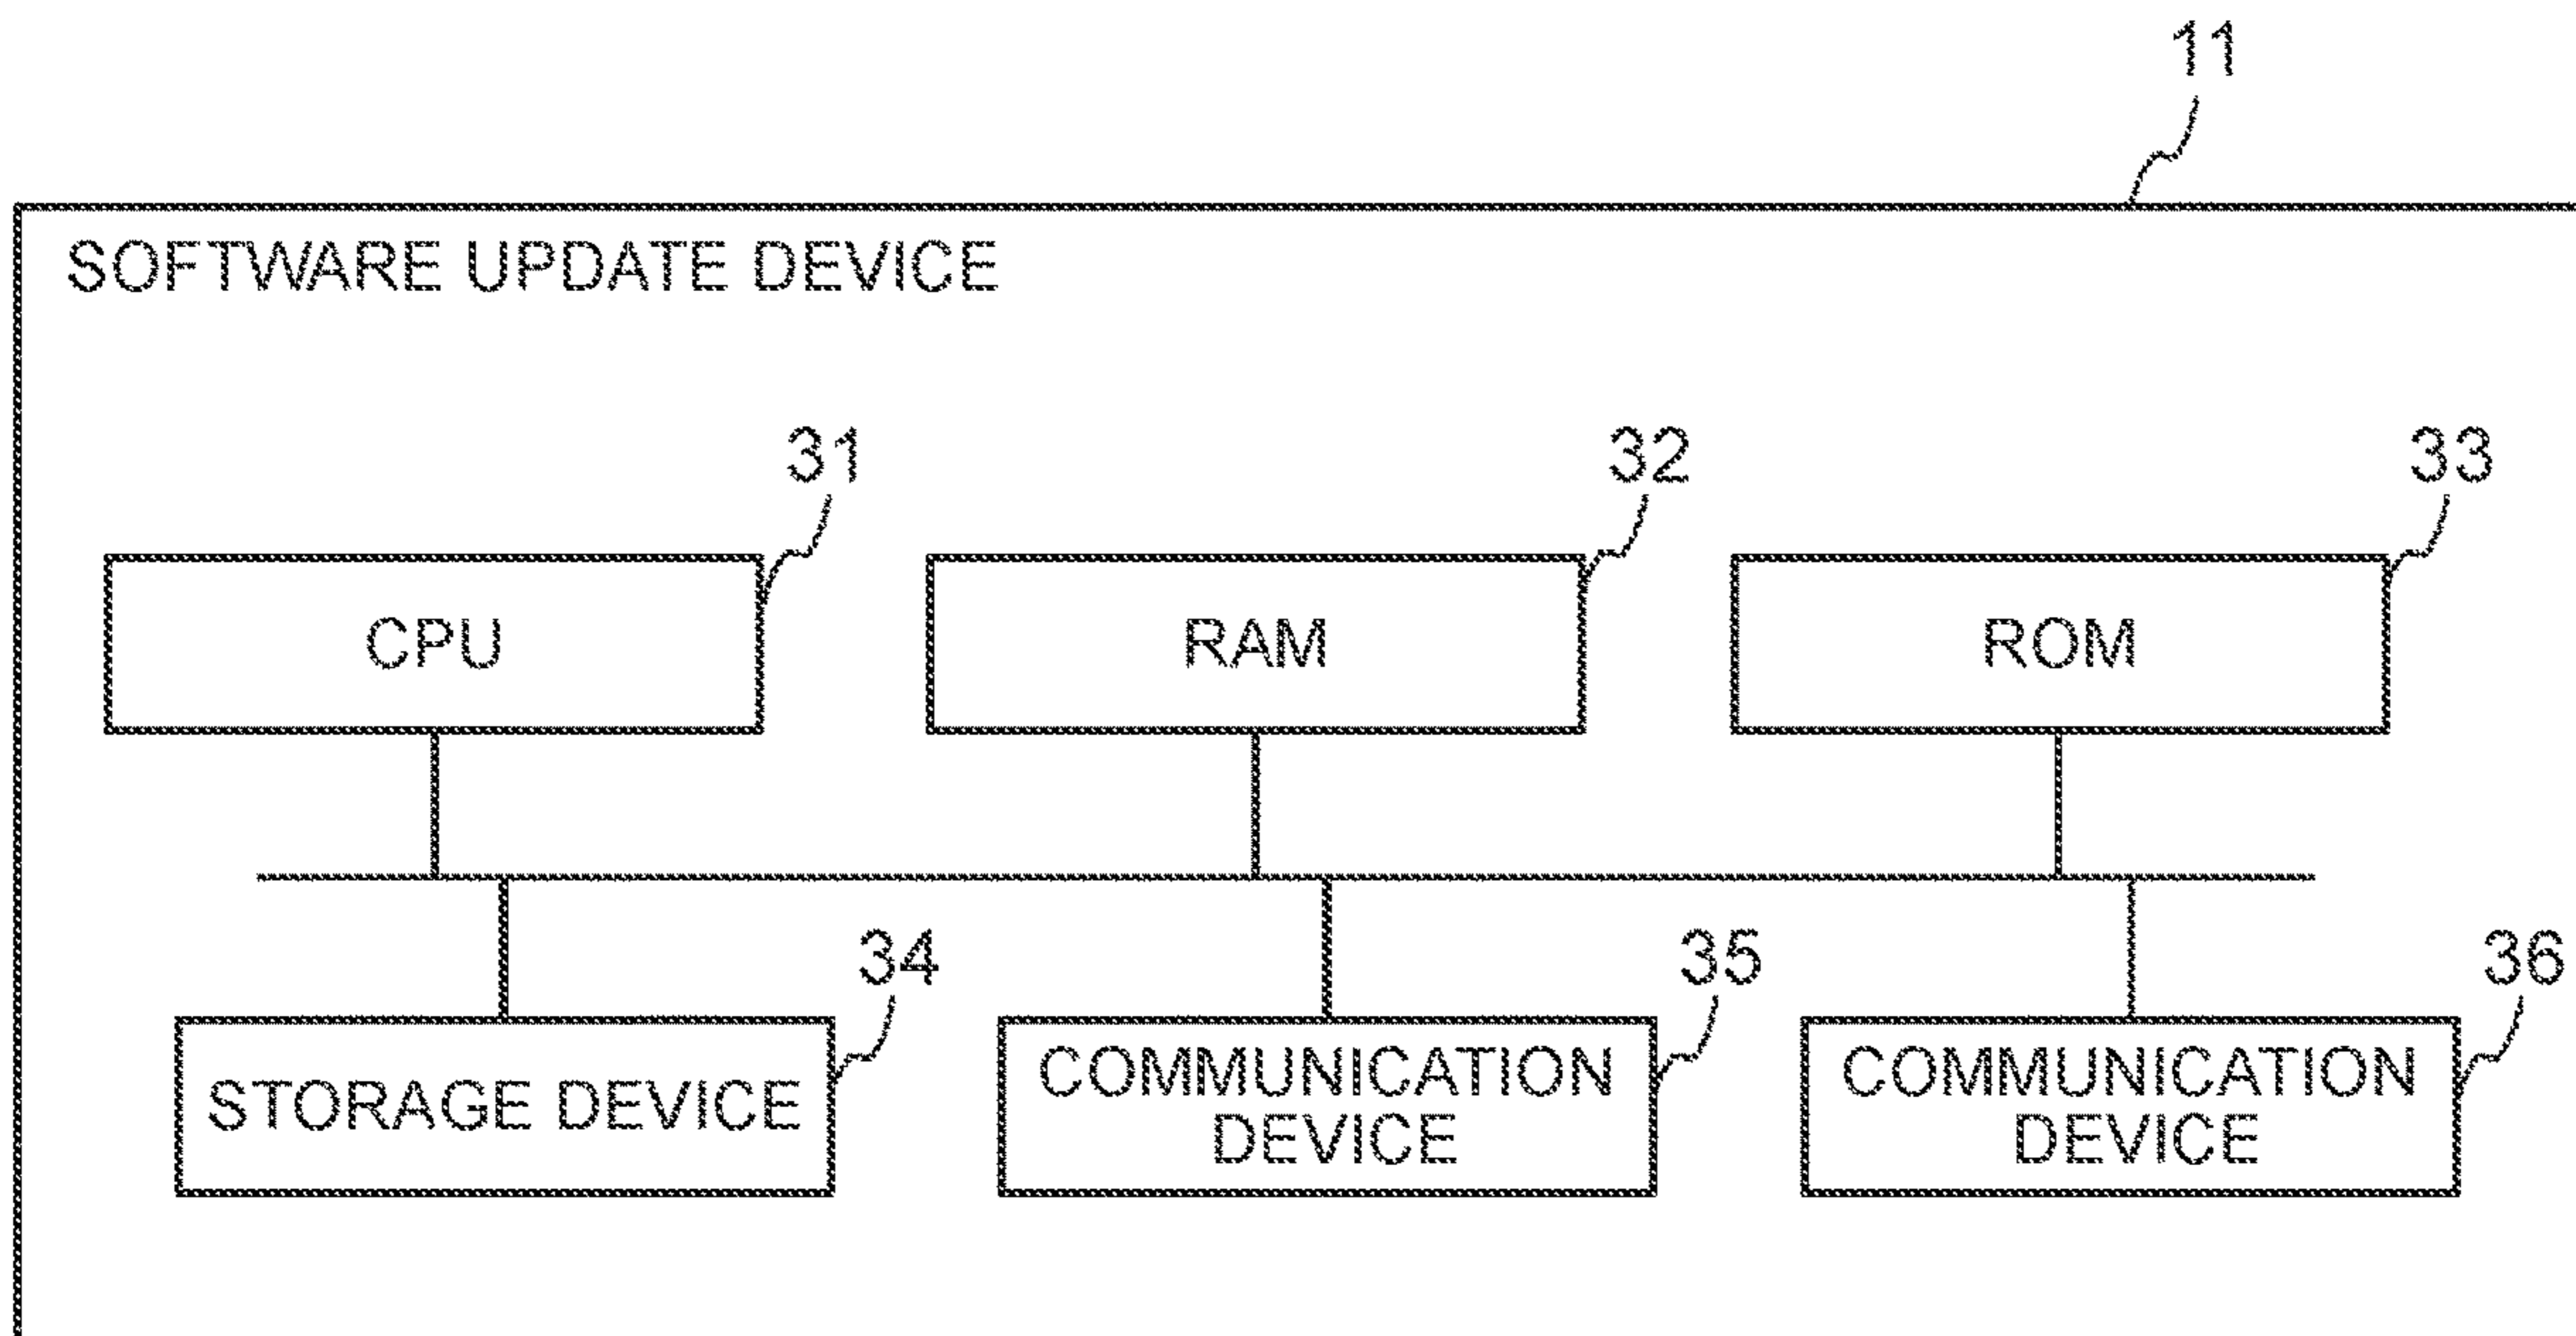 11
SOFTWARE UPDATE DEVICE
31
32
33
CPU
RAM
ROM
34
35
36
STORAGE DEVICE
COMMUNICATION
DEVICE
COMMUNICATION
DEVICE